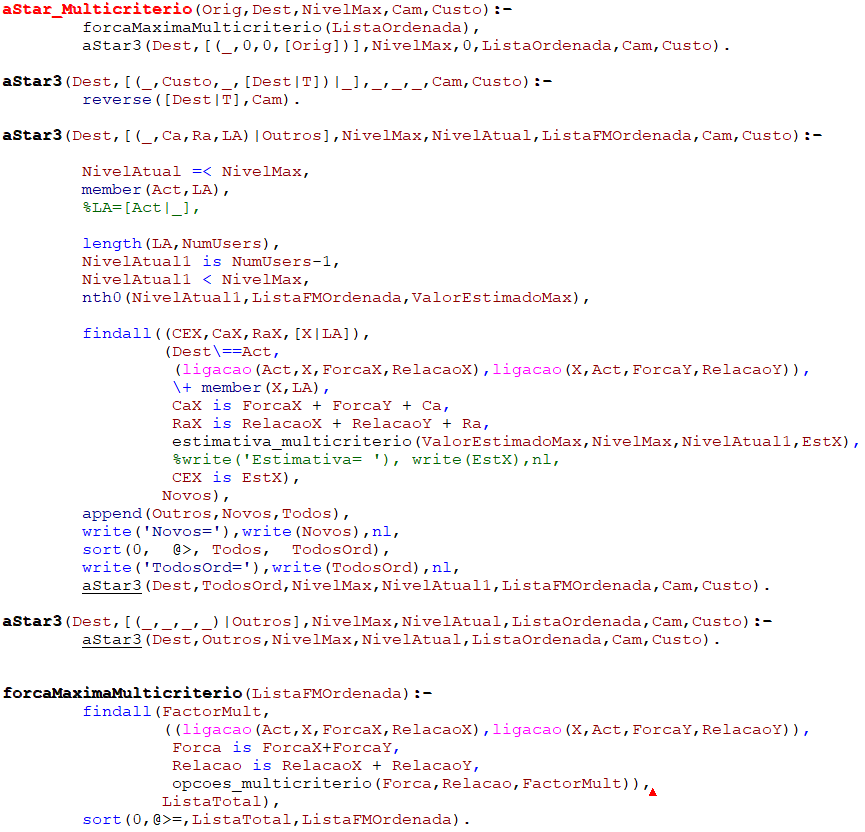 aStar_Multicriterio(Orig,Dest,NivelMax,Cam,Custo):-
forcaMaximaMulticriterio(ListaOrdenada),
aStar3(Dest,[(_,0,0,[Orig])],NivelMax,0,ListaOrdenada,Cam,Custo).
aStar3(Dest,[(_,Custo,_,[Dest|T])|_],_,_,_,Cam,Custo):-
reverse([Dest|T],Cam).
aStar3(Dest,[(_,Ca,Ra,LA)|Outros],NivelMax,NivelAtual,ListaFMOrdenada,Cam,Custo):-
NivelAtual =< NivelMax,
member(Act,LA),
%LA=[Act|_],
length(LA,NumUsers),
NivelAtual1 is NumUsers-1,
NivelAtual1 < NivelMax,
nth0(NivelAtual1,ListaFMOrdenada,ValorEstimadoMax),
findall((CEX,CaX,RaX,[X|LA]),
(Dest\==Act,
(ligacao(Act,X,ForcaX,RelacaoX),ligacao(X,Act,ForcaY,RelacaoY)),
\+ member(X,LA),
CaX is ForcaX + ForcaY + Ca,
RaX is RelacaoX + RelacaoY + Ra,
estimativa_multicriterio(ValorEstimadoMax,NivelMax,NivelAtual1,EstX),
%write('Estimativa= '), write(EstX),nl,
CEX is EstX),
Novos),
append(Outros,Novos,Todos),
write('Novos='),write(Novos),nl,
sort(0, @>, Todos, TodosOrd),
write('TodosOrd='),write(TodosOrd),nl,
aStar3(Dest,TodosOrd,NivelMax,NivelAtual1,ListaFMOrdenada,Cam,Custo).
aStar3(Dest,[(_,_,_,_)|Outros],NivelMax,NivelAtual,ListaOrdenada,Cam,Custo):-
aStar3(Dest,Outros,NivelMax,NivelAtual,ListaOrdenada,Cam,Custo).
forcaMaximaMulticriterio(ListaFMOrdenada):-
findall(FactorMult,
((ligacao(Act,X,ForcaX,RelacaoX),ligacao(X,Act,ForcaY,RelacaoY)),
Forca is ForcaX+ForcaY,
Relacao is RelacaoX + RelacaoY,
opcoes_multicriterio(Forca,Relacao,FactorMult)),
ListaTotal),
sort(0,@>=,ListaTotal,ListaFMOrdenada).